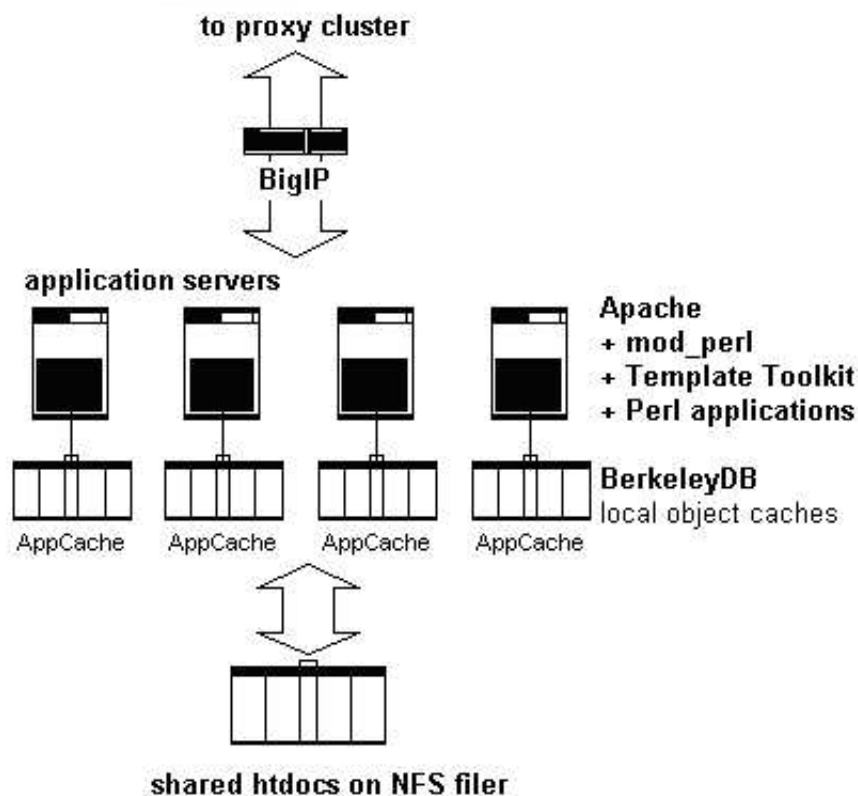 to proxy cluster
BigIP
application servers
Apache
+ mod_perl
+ Template Toolkit
+ Perl applications
BerkeleyDB
local object caches
AppCache
AppCache
AppCache
AppCache
shared htdocs on NFS filer